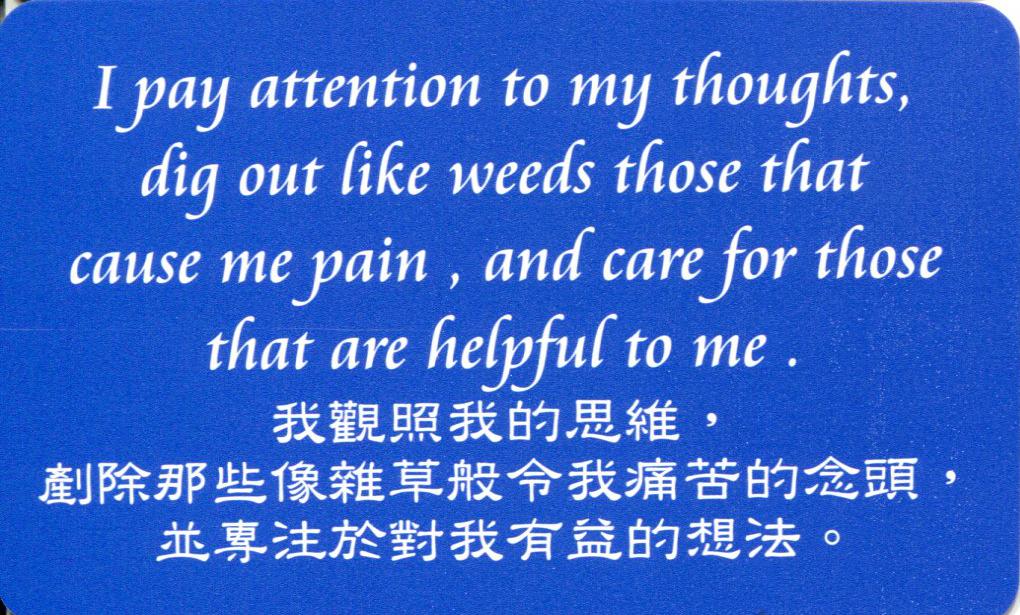 I pay attention to my thoughts,
dig out like weeds those that
cause me pain , and care for those
that are helpful to me .
我觀照我的思維，
剷除那些像雜草般令我痛苦的念頭，
並專注於對我有益的想法。